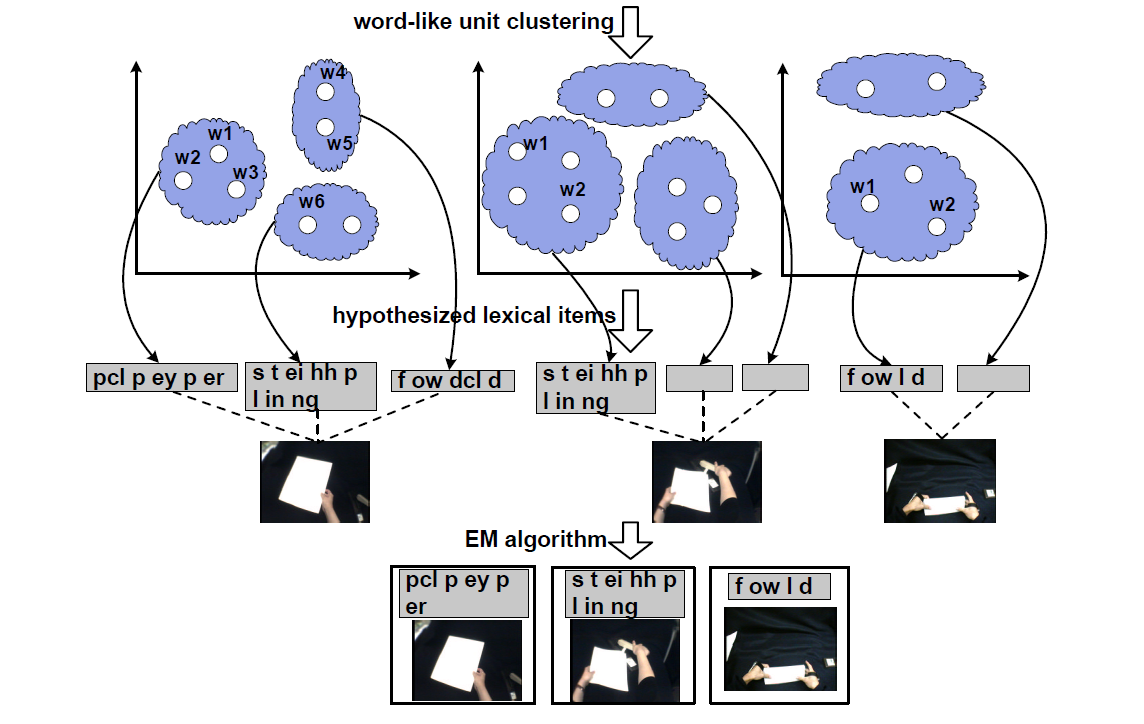 word-like unit clustering
w4
w1
w2
w5
w3
w6
w1
w2
w1
w2
hypothesized lexical items
pcl p ey p er
s t ei hh p
l in ng
f ow dcl d
s t ei hh p
l in ng
f ow l d
EM algorithm
pcl p ey p
er
s t ei hh p
l in ng
f ow l d